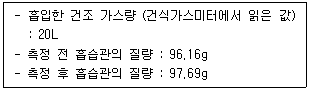 - 흡입한 건조 가스량 (건식가스미터에서 읽은 값)
: 20L
- 측정 전 흡습관의 질량 : 96.16g
- 측정 후 흡습관의 질량 : 97.69g